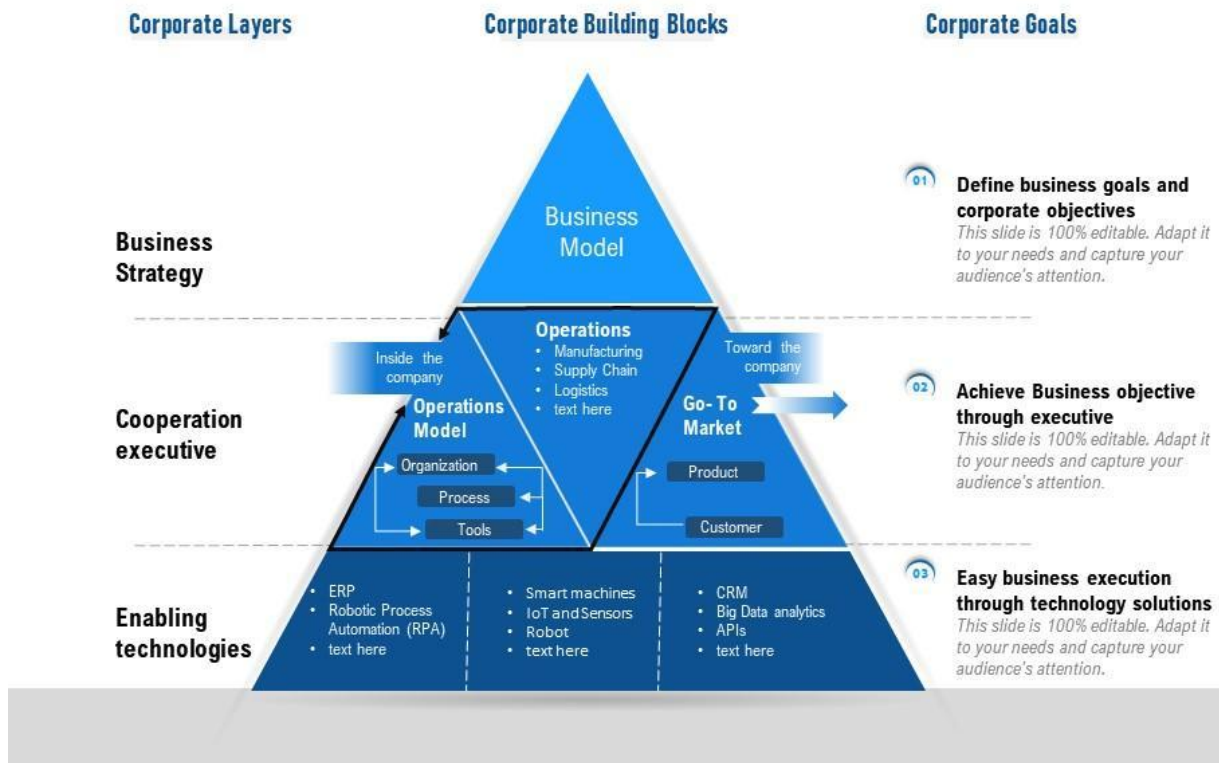 Corporate Layers
Corporate Building Blocks
Corporate Goals
Business
Strategy
Business
Model
01
Define business goals and
corporate objectives
This slide is 100% editable. Adapt it
to your needs and capture your
audience's attention.
Cooperation
executive
Inside the
company
Operations
Model
Organization
Process
Tools
Operations
• Manufacturing
• Supply Chain
• Logistics
• text here
Toward the
company
Go- To
Market
Product
Customer
02
Achieve Business objective
through executive
This slide is 100% editable. Adapt it
to your needs and capture your
audience's attention.
Enabling
technologies
• ERP
• Robotic Process
Automation (RPA)
• text here
• Smart machines
• IoT and Sensors
• Robot
• text here
• CRM
• Big Data analytics
• APIs
• text here
03
Easy business execution
through technology solutions
This slide is 100% editable. Adapt it
to your needs and capture your
audience's attention.